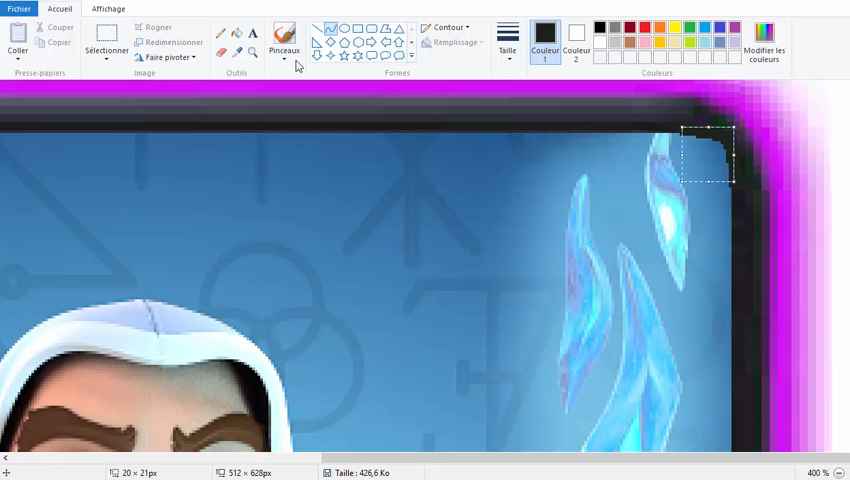 Fichier Accueil Affichage
Coller
Couper
Copier
Presse-papiers
Sélectionner
Rogner
Redimensionner
Faire pivoter
Image
A
Outils
Pinceaux
Contour
Remplissage
Formes
Taille
Couleur 1
Couleur 2
Modifier les couleurs
Couleurs
20 × 21px
512 × 628px
Taille : 426,6 Ko
400 %